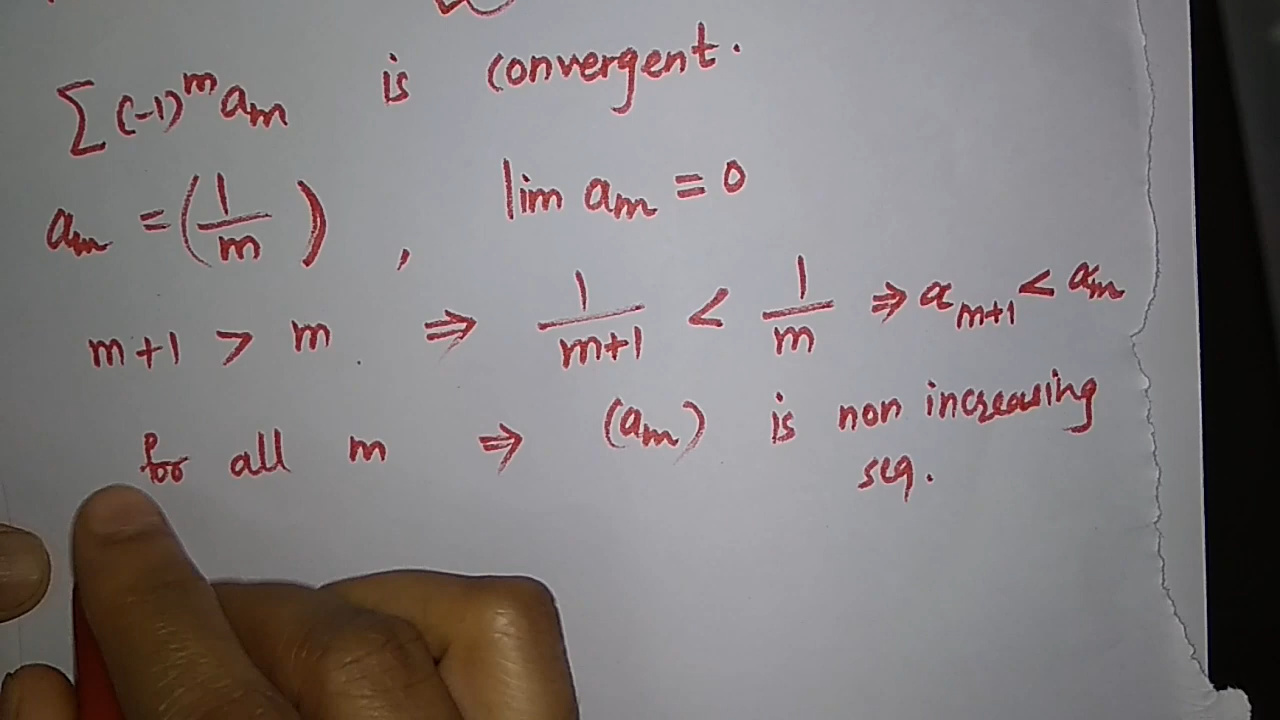 ∑(-1)^m a_m is convergent.
a_m = (1/m), lim a_m = 0
m+1 > m ⇒ 1/(m+1) < 1/m ⇒ a_{m+1} < a_m
for all m ⇒ (a_m) is non increasing
seq.